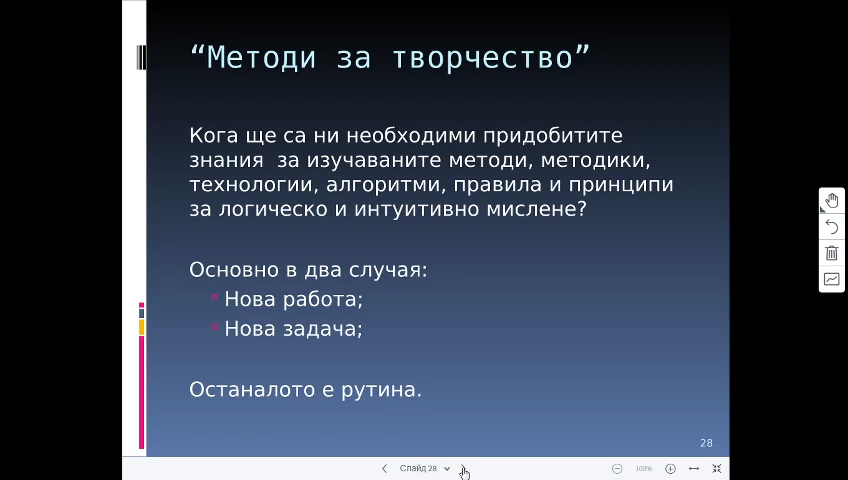 “Методи за творчество”
Кога ще са ни необходими придобитите
знания за изучаваните методи, методики,
технологии, алгоритми, правила и принципи
за логическо и интуитивно мислене?
Основно в два случая:
Нова работа;
Нова задача;
Останалото е рутина.
28
Слайд 28
100%